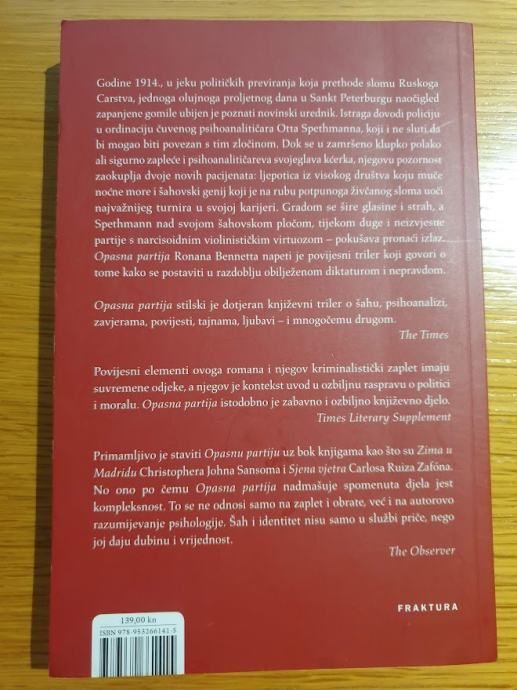 Godine 1914., u jeku političkih previranja koja prethode slomu Ruskoga
Carstva, jednoga olujnoga proljetnog dana u Sankt Peterburgu naočigled
zapanjene gomile ubijen je poznati novinski urednik. Istraga dovodi policiju
u ordinaciju čuvenog psihoanalitičara Otta Spethmanna, koji i ne sluti da
bi mogao biti povezan s tim zločinom. Dok se u zamršeno klupko polako
ali sigurno zapleće i psihoanalitičareva svojeglava kćerka, njegovu pozornost
zaokuplja dvoje novih pacijenata: ljepotica iz visokog društva koju muče
noćne more i šahovski genij koji je na rubu potpunoga živčanog sloma uoči
najvažnijeg turnira u svojoj karijeri. Gradom se šire glasine i strah, a
Spethmann nad svojom šahovskom pločom, tijekom duge i neizvjesne
partije s narcisoidnim violinističkim virtuozom – pokušava pronaći izlaz.
Opasna partija Ronana Bennetta napeti je povijesni triler koji govori o
tome kako se postaviti u razdoblju obilježenom diktaturom i nepravdom.
Opasna partija stilski je dotjeran književni triler o šahu, psihoanalizi,
zavjerama, povijesti, tajnama, ljubavi – i mnogočemu drugom.
The Times
Povijesni elementi ovoga romana i njegov kriminalistički zaplet imaju
suvremene odjeke, a njegov je kontekst uvod u ozbiljnu raspravu o politici
i moralu. Opasna partija istodobno je zabavno i ozbiljno književno djelo.
Times Literary Supplement
Primamljivo je staviti Opasnu partiju uz bok knjigama kao što su Zima u
Madridu Christophera Johna Sansoma i Sjena vjetra Carlosa Ruiza Zafóna.
No ono po čemu Opasna partija nadmašuje spomenuta djela jest
kompleksnost. To se ne odnosi samo na zaplet i obrate, već i na autorovo
razumijevanje psihologije. Šah i identitet nisu samo u službi priče, nego
joj daju dubinu i vrijednost.
The Observer
FRAKTURA
139,00 kn
ISBN 978-953266141-5